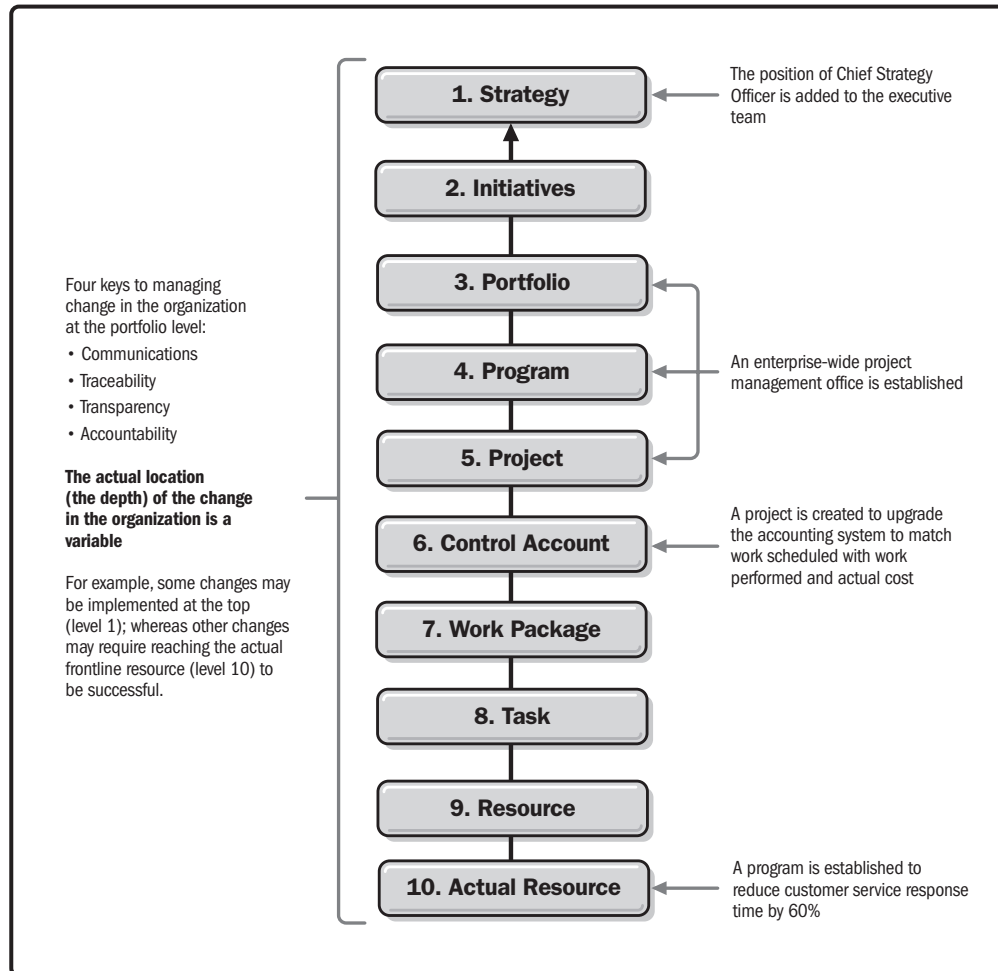 Four keys to managing
change in the organization
at the portfolio level:
• Communications
• Traceability
• Transparency
• Accountability
The actual location
(the depth) of the change
in the organization is a
variable
For example, some changes may
be implemented at the top
(level 1); whereas other changes
may require reaching the actual
frontline resource (level 10) to
be successful.
1. Strategy
2. Initiatives
3. Portfolio
4. Program
5. Project
6. Control Account
7. Work Package
8. Task
9. Resource
10. Actual Resource
The position of Chief Strategy
Officer is added to the executive
team
An enterprise-wide project
management office is established
A project is created to upgrade
the accounting system to match
work scheduled with work
performed and actual cost
A program is established to
reduce customer service response
time by 60%